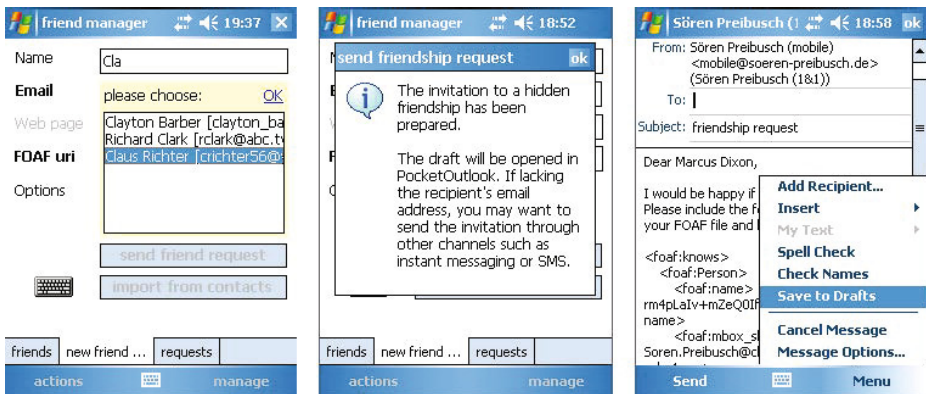 friend manager 19:37
Name
Cla
Email
please choose: OK
Web page
Clayton Barber [clayton_ba
Richard Clark [rclark@abc.tv
FOAF uri
Claus Richter [crichter56@
Options
send friend request
import from contacts
friends new friend ... requests
actions manage
friend manager 18:52
send friendship request ok
The invitation to a hidden
friendship has been
prepared.
The draft will be opened in
PocketOutlook. If lacking
the recipient's email
address, you may want to
send the invitation through
other channels such as
instant messaging or SMS.
friends new friend ... requests
actions manage
Sören Preibusch (1 18:58 ok
From: Sören Preibusch (mobile)
<mobile@soeren-preibusch.de>
(Sören Preibusch (1&1))
To:
Subject: friendship request
Dear Marcus Dixon,
I would be happy if
Please include the f
your FOAF file and
<foaf:knows>
<foaf:Person>
<foaf:name>
rm4pLaIv+mZeQ0If
name>
<foaf:mbox_s
Soren.Preibusch@c
Add Recipient...
Insert
My Text
Spell Check
Check Names
Save to Drafts
Cancel Message
Message Options...
Send Menu